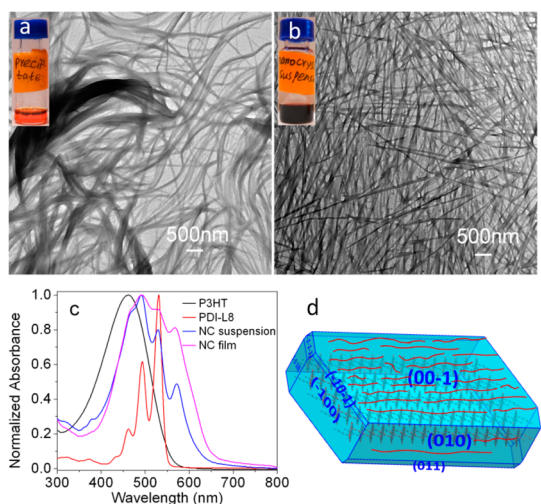 a
b
tate
500nm
500nm
c
P3HT
PDI-L8
NC suspension
NC film
Normalized Absorbance
1.0
0.8
0.6
0.4
0.2
0.0
300 400 500 600 700 800
Wavelength (nm)
d
(00-1)
(-10-1)
(-100)
(010)
(011)